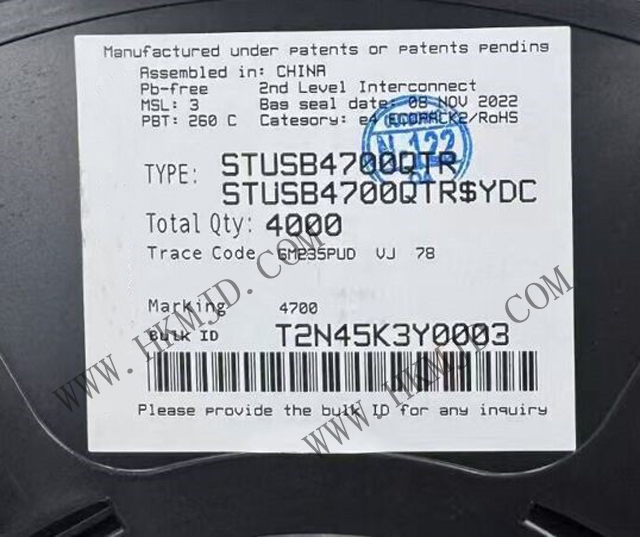 Manufactured under patents or patents pending
Assembled in: CHINA
Pb-free 2nd Level Interconnect
MSL: 3 Bag seal date: 08 NOV 2022
PBT: 260 C Category: e4 ECOPACK2/RoHS
N 122
QA
TYPE: STUSB4700QTR
STUSB4700QTR$YDC
Total Qty: 4000
Trace Code GM235PUD VJ 78
Marking 4700
Bulk ID T2N45K3Y0003
Please provide the bulk ID for any inquiry
WWW.HKMJD.COM
WWW.HKMJD.COM